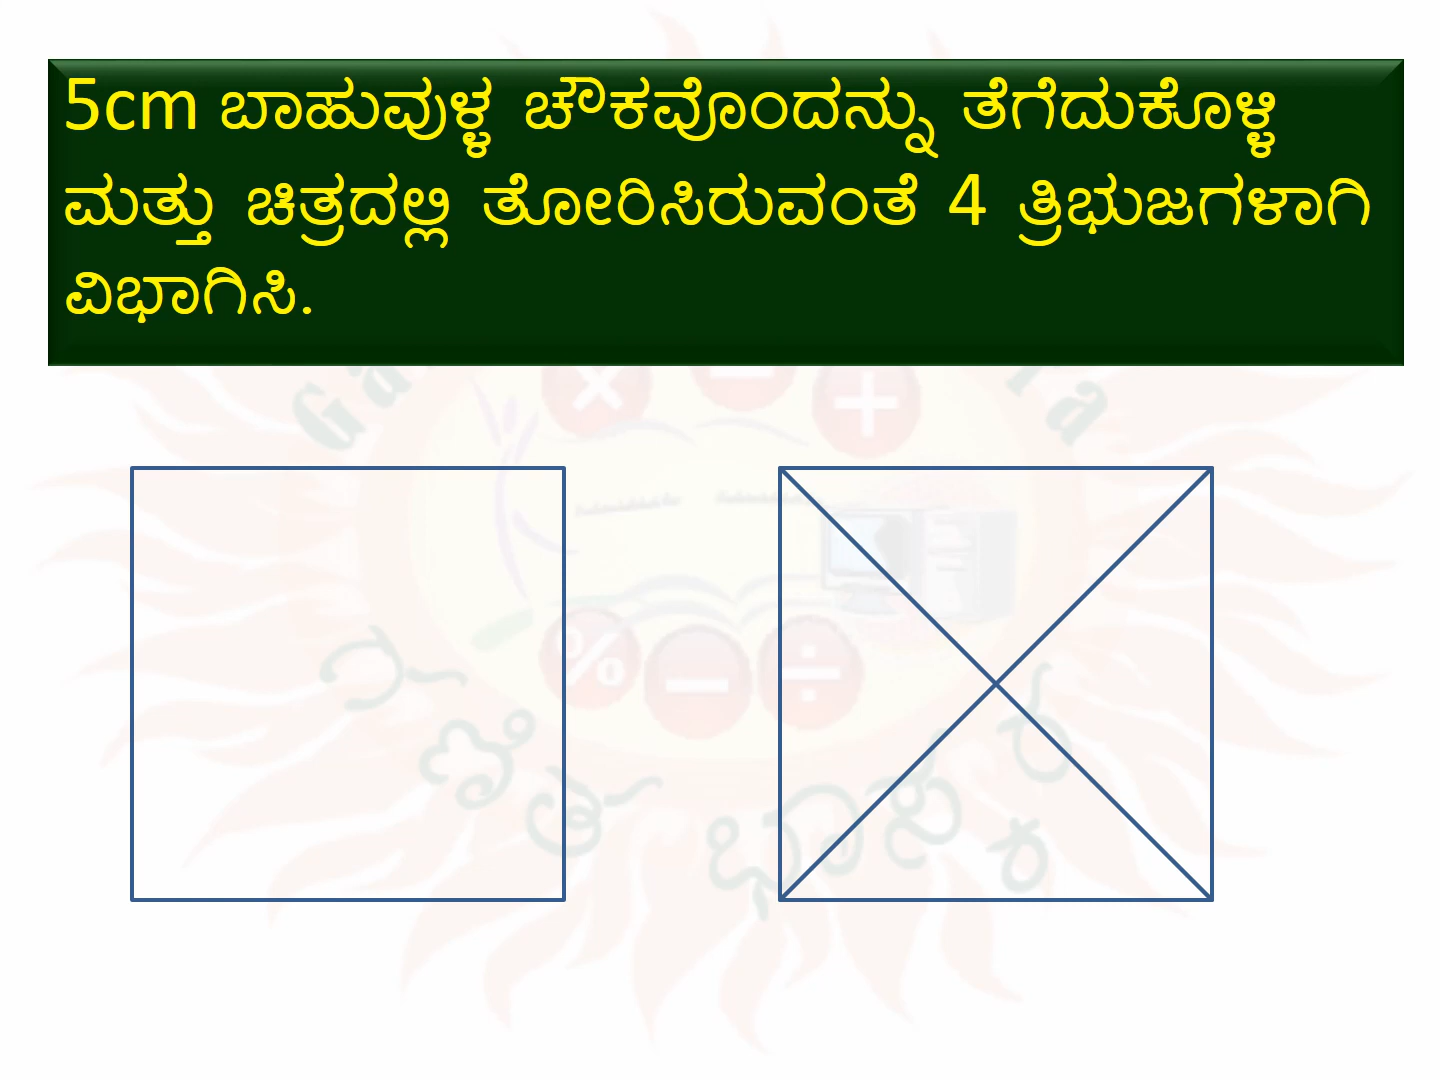 5cm ಬಾಹುವುಳ್ಳ ಚೌಕವೊಂದನ್ನು ತೆಗೆದುಕೊಳ್ಳಿ
ಮತ್ತು ಚಿತ್ರದಲ್ಲಿ ತೋರಿಸಿರುವಂತೆ 4 ತ್ರಿಭುಜಗಳಾಗಿ
ವಿಭಾಗಿಸಿ.